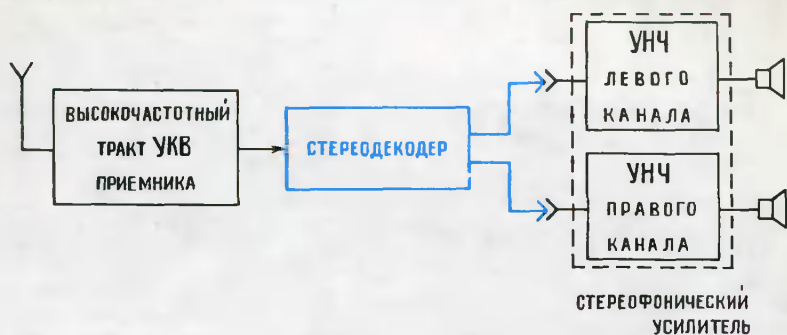 ВЫСОКОЧАСТОТНЫЙ
ТРАКТ УКВ
ПРИЕМНИКА
СТЕРЕОДЕКОДЕР
УНЧ
ЛЕВОГО
КАНАЛА
УНЧ
ПРАВОГО
КАНАЛА
СТЕРЕОФОНИЧЕСКИЙ
УСИЛИТЕЛЬ